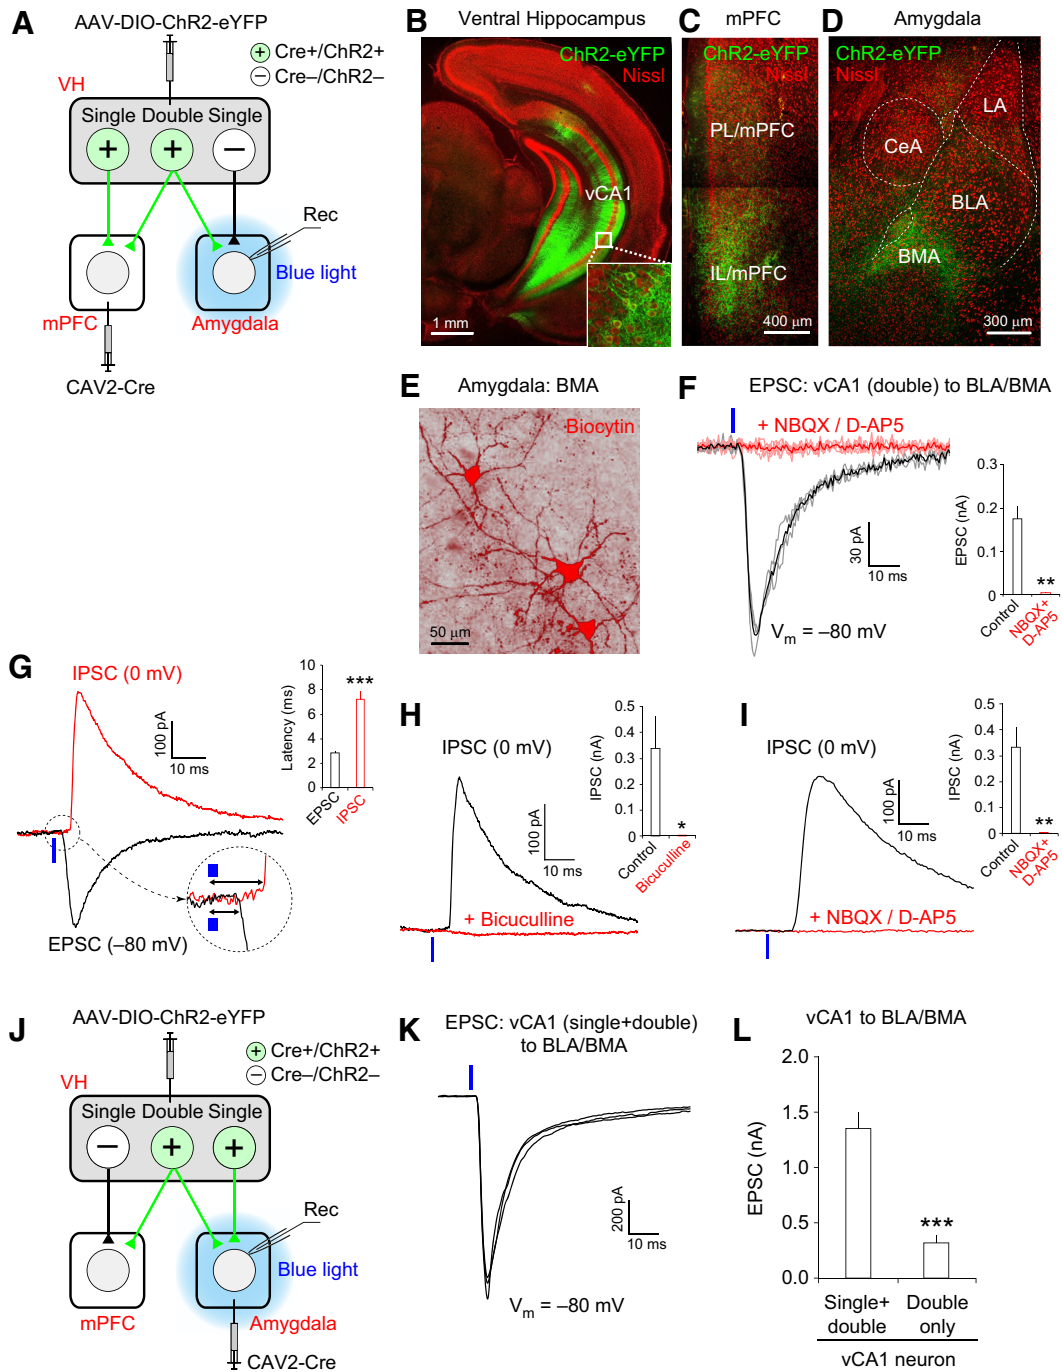 A
AAV-DIO-ChR2-eYFP
+ Cre+/ChR2+
− Cre–/ChR2–
VH
Single Double Single
+ + −
Rec
Blue light
mPFC
Amygdala
CAV2-Cre
B Ventral Hippocampus
ChR2-eYFP
Nissl
vCA1
1 mm
C mPFC
ChR2-eYFP
Nissl
PL/mPFC
IL/mPFC
400 μm
D Amygdala
ChR2-eYFP
Nissl
LA
CeA
BLA
BMA
300 μm
E Amygdala: BMA
Biocytin
50 μm
F EPSC: vCA1 (double) to BLA/BMA
+ NBQX / D-AP5
30 pA
10 ms
Vm = –80 mV
EPSC (nA)
0.3
0.2
0.1
0
**
Control
NBQX+
D-AP5
G
IPSC (0 mV)
100 pA
10 ms
EPSC (–80 mV)
Latency (ms)
10
8
6
4
2
0
***
EPSC
IPSC
H
IPSC (0 mV)
100 pA
10 ms
+ Bicuculline
IPSC (nA)
0.5
0.4
0.3
0.2
0.1
0
*
Control
Bicuculline
I
IPSC (0 mV)
100 pA
10 ms
+ NBQX / D-AP5
IPSC (nA)
0.5
0.4
0.3
0.2
0.1
0
**
Control
NBQX+
D-AP5
J
AAV-DIO-ChR2-eYFP
+ Cre+/ChR2+
− Cre–/ChR2–
VH
Single Double Single
− + +
Rec
Blue light
mPFC
Amygdala
CAV2-Cre
K EPSC: vCA1 (single+double)
to BLA/BMA
200 pA
10 ms
Vm = –80 mV
L vCA1 to BLA/BMA
EPSC (nA)
2.0
1.5
1.0
0.5
0.0
***
Single+
double
Double
only
vCA1 neuron